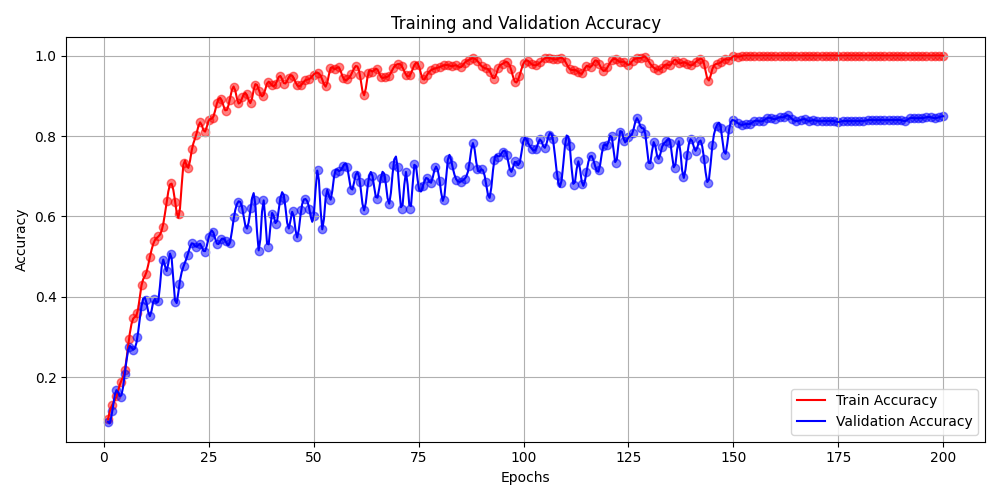 Training and Validation Accuracy
Accuracy
1.0
0.8
0.6
0.4
0.2
0 25 50 75 100 125 150 175 200
Epochs
Train Accuracy
Validation Accuracy